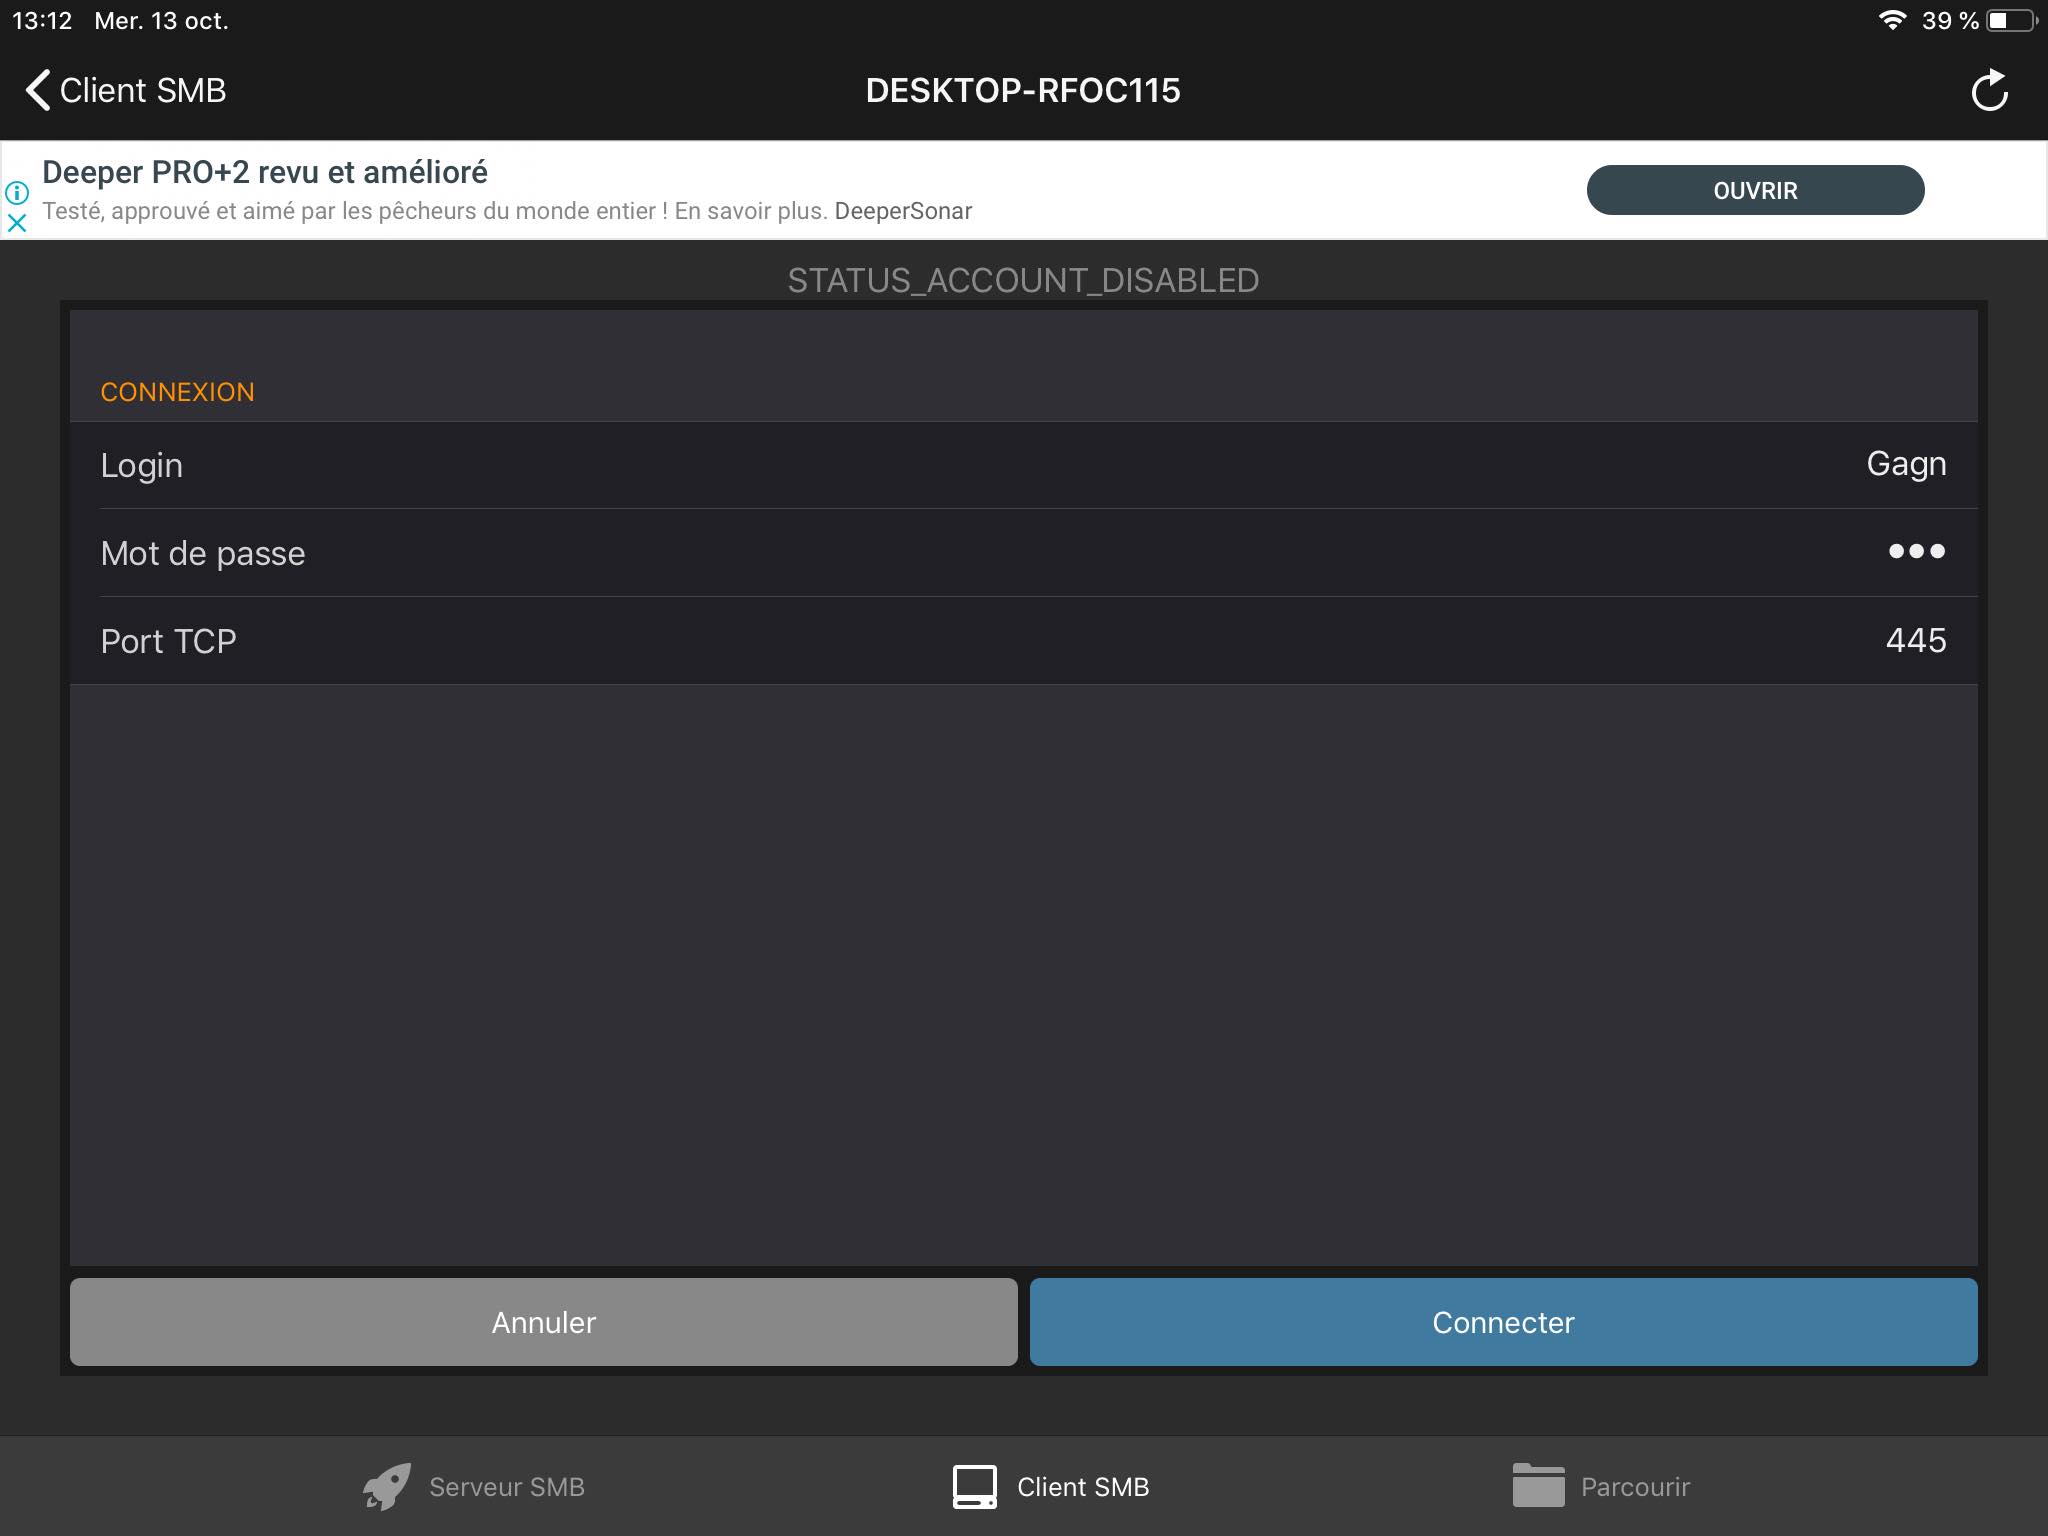 13:12 Mer. 13 oct.
39 %
Client SMB
DESKTOP-RFOC115
Deeper PRO+2 revu et amélioré
Testé, approuvé et aimé par les pêcheurs du monde entier ! En savoir plus. DeeperSonar
OUVRIR
STATUS_ACCOUNT_DISABLED
CONNEXION
Login Gagn
Mot de passe •••
Port TCP 445
Annuler
Connecter
Serveur SMB
Client SMB
Parcourir